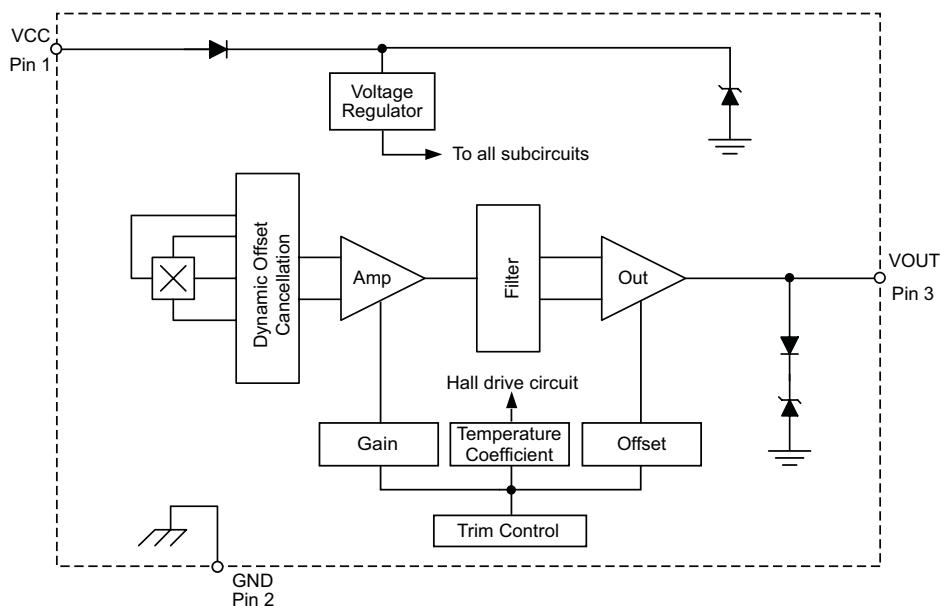 VCC
Pin 1
Voltage
Regulator
To all subcircuits
Dynamic Offset
Cancellation
Amp
Filter
Out
VOUT
Pin 3
Hall drive circuit
Gain
Temperature
Coefficient
Offset
Trim Control
GND
Pin 2